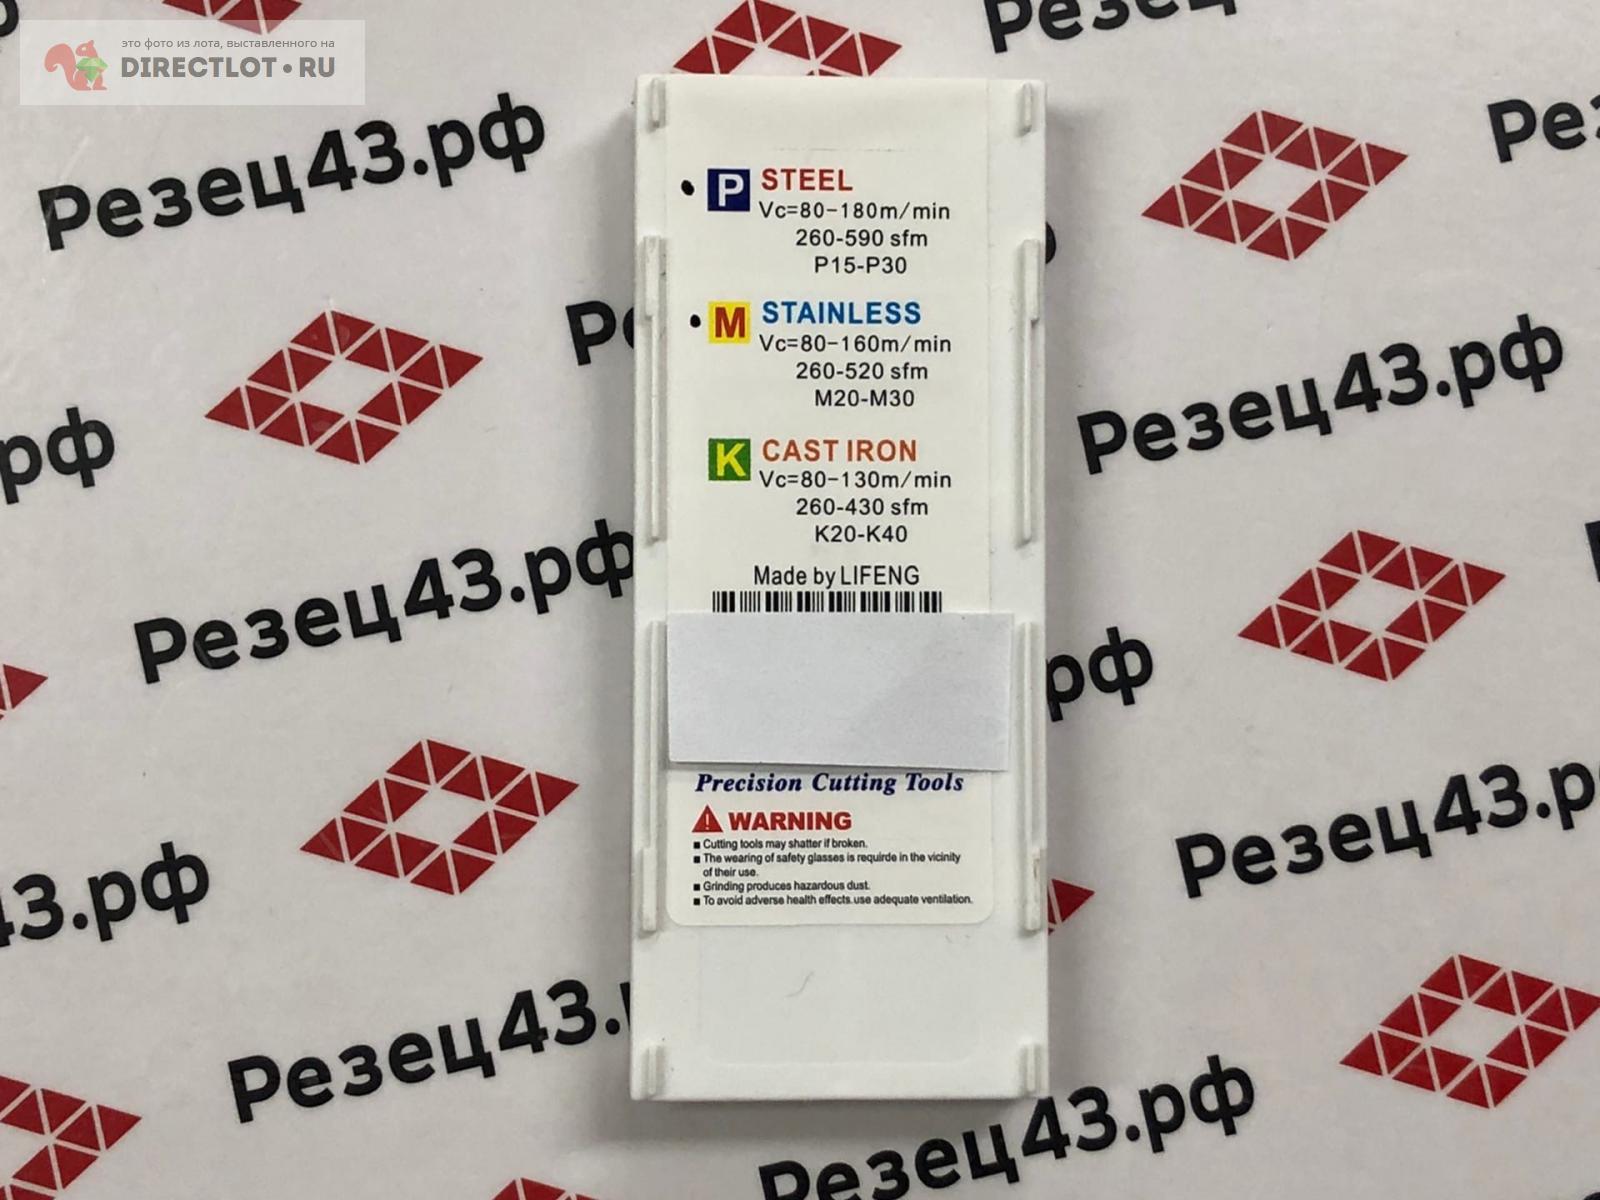 это фото из лота, выставленного на
DIRECTLOT•RU
Резец43.рф
Резец43.рф
Резец43.рф
Резец43.рф
Резец43.рф
Резец43.рф
Резец43.рф
P STEEL
Vc=80-180m/min
260-590 sfm
P15-P30
M STAINLESS
Vc=80-160m/min
260-520 sfm
M20-M30
K CAST IRON
Vc=80-130m/min
260-430 sfm
K20-K40
Made by LIFENG
Precision Cutting Tools
WARNING
Cutting tools may shatter if broken.
The wearing of safety glasses is requirde in the vicinity
of their use.
Grinding produces hazardous dust.
To avoid adverse health effects.use adequate ventilation.